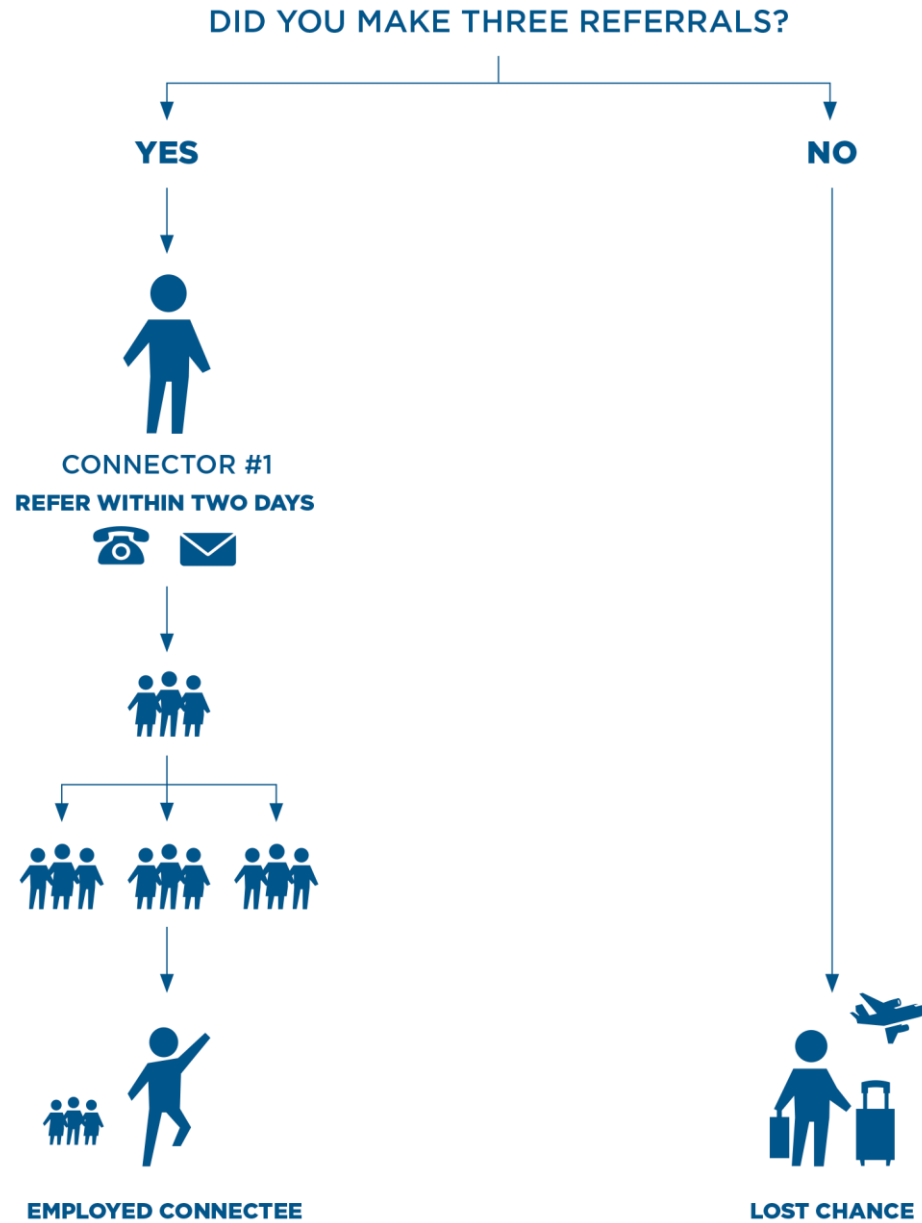 DID YOU MAKE THREE REFERRALS?
YES
NO
CONNECTOR #1
REFER WITHIN TWO DAYS
EMPLOYED CONNECTEE
LOST CHANCE